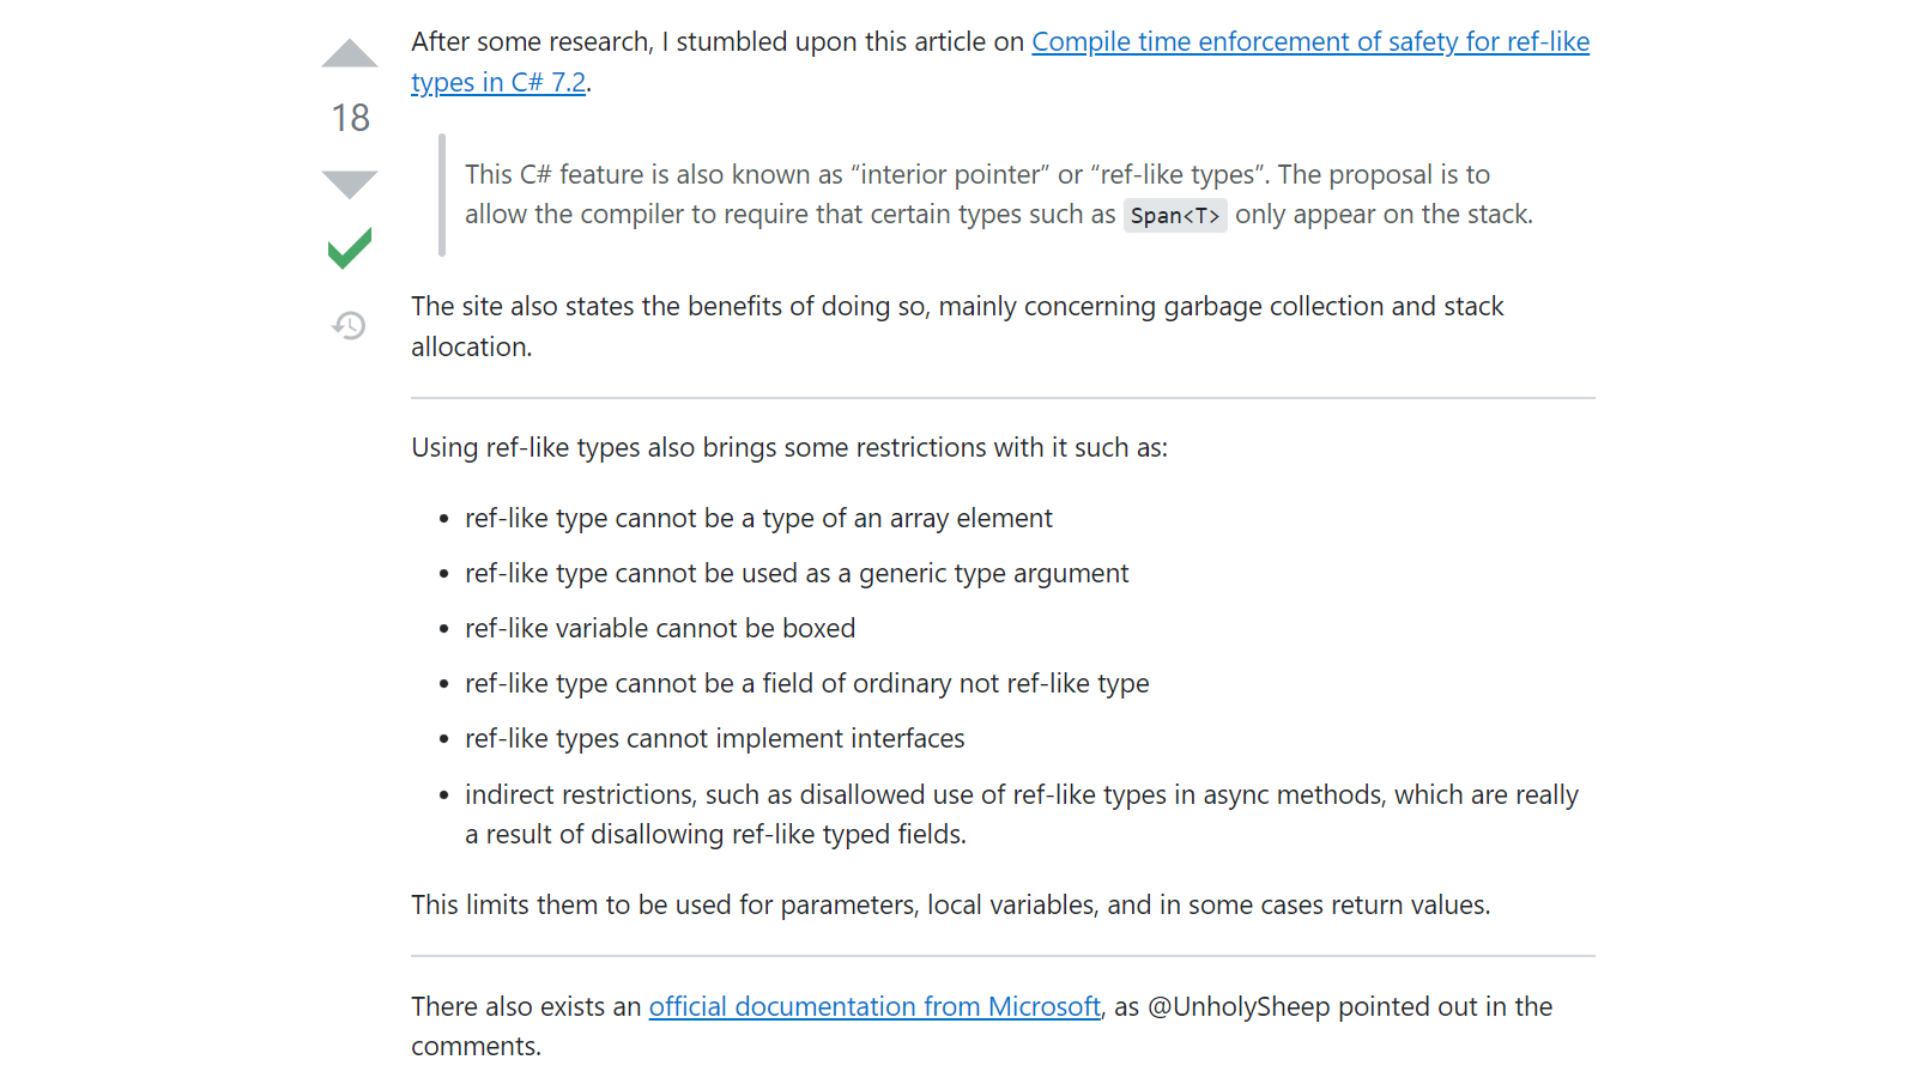 After some research, I stumbled upon this article on Compile time enforcement of safety for ref-like
types in C# 7.2.
18
This C# feature is also known as “interior pointer” or “ref-like types”. The proposal is to
allow the compiler to require that certain types such as Span<T> only appear on the stack.
The site also states the benefits of doing so, mainly concerning garbage collection and stack
allocation.
Using ref-like types also brings some restrictions with it such as:
• ref-like type cannot be a type of an array element
• ref-like type cannot be used as a generic type argument
• ref-like variable cannot be boxed
• ref-like type cannot be a field of ordinary not ref-like type
• ref-like types cannot implement interfaces
• indirect restrictions, such as disallowed use of ref-like types in async methods, which are really
a result of disallowing ref-like typed fields.
This limits them to be used for parameters, local variables, and in some cases return values.
There also exists an official documentation from Microsoft, as @UnholySheep pointed out in the
comments.